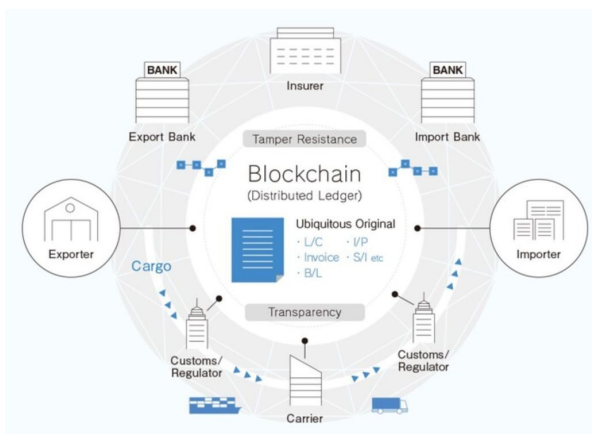 BANK
BANK
Insurer
Export Bank
Import Bank
Tamper Resistance
Blockchain
(Distributed Ledger)
Ubiquitous Original
· L/C · I/P
· Invoice · S/I etc
· B/L
Exporter
Importer
Cargo
Transparency
Customs/
Regulator
Customs/
Regulator
Carrier